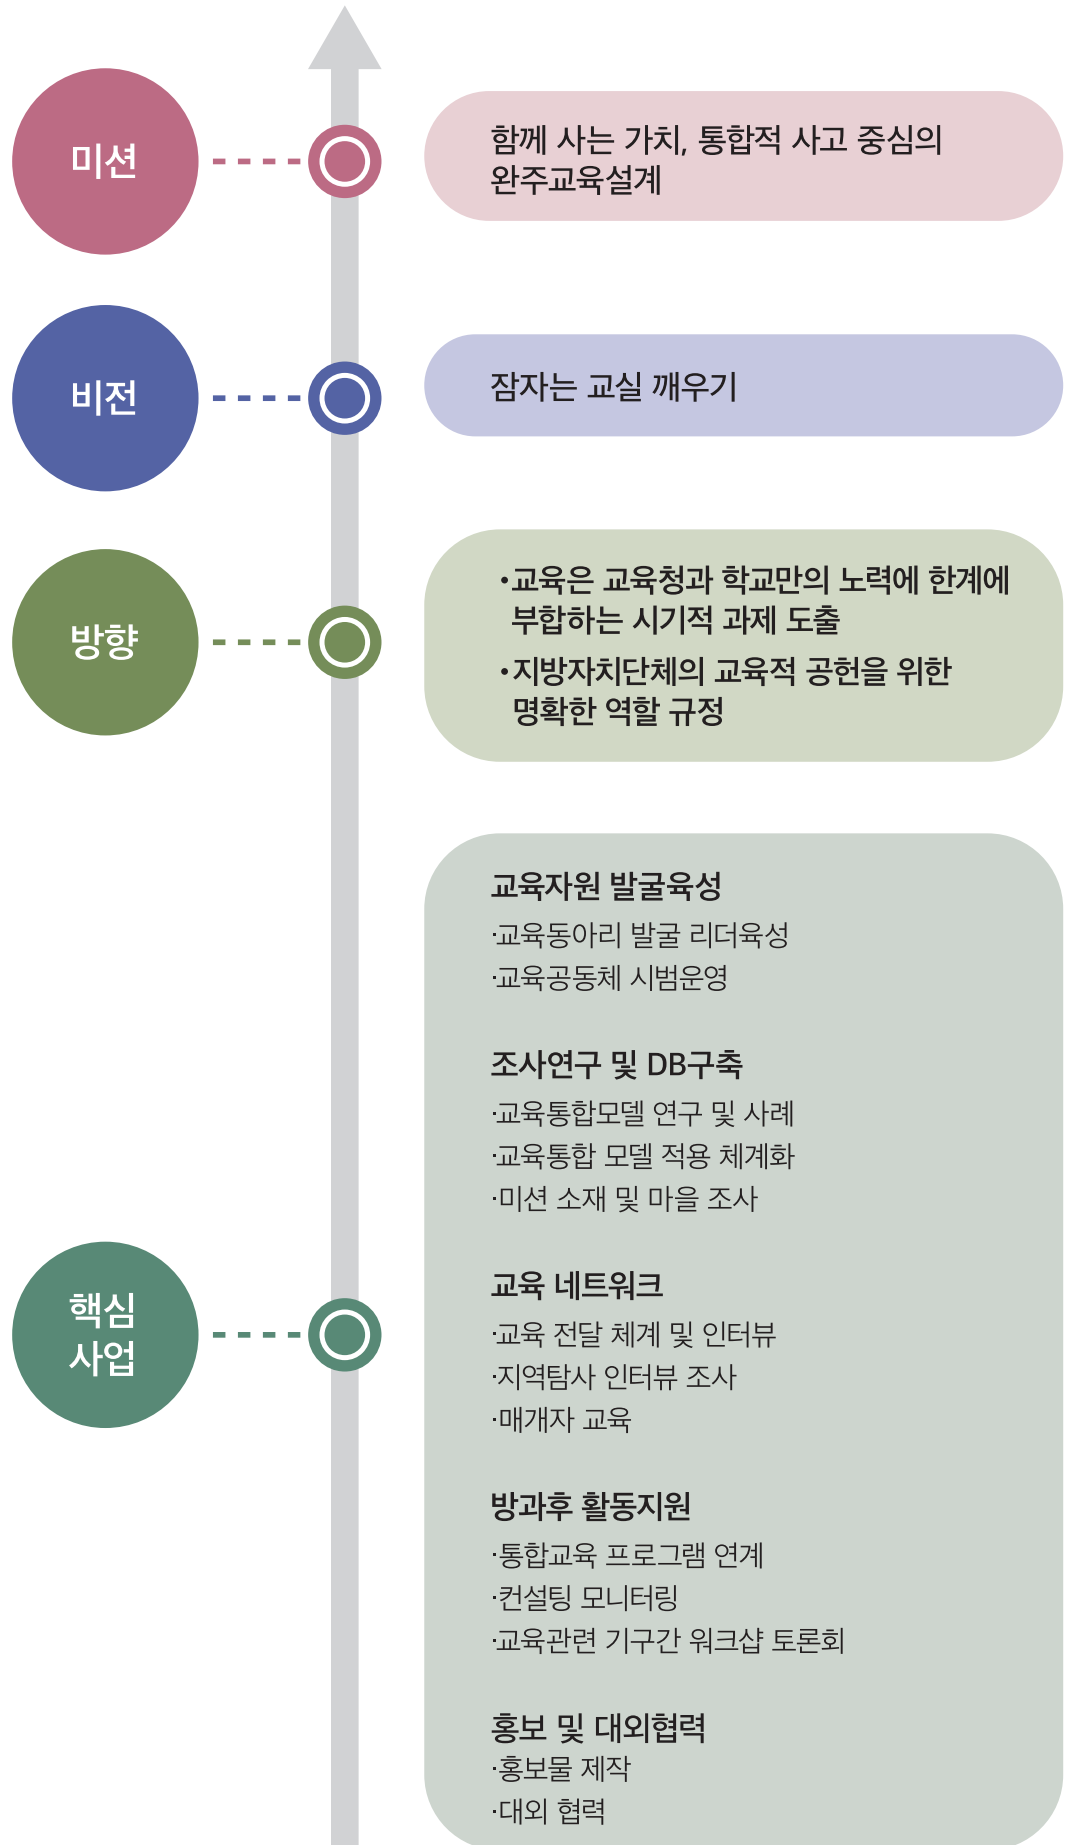 미션
함께 사는 가치, 통합적 사고 중심의
완주교육설계
비전
잠자는 교실 깨우기
방향
•교육은 교육청과 학교만의 노력에 한계에
부합하는 시기적 과제 도출
•지방자치단체의 교육적 공헌을 위한
명확한 역할 규정
핵심
사업
교육자원 발굴육성
·교육동아리 발굴 리더육성
·교육공동체 시범운영
조사연구 및 DB구축
·교육통합모델 연구 및 사례
·교육통합 모델 적용 체계화
·미션 소재 및 마을 조사
교육 네트워크
·교육 전달 체계 및 인터뷰
·지역탐사 인터뷰 조사
·매개자 교육
방과후 활동지원
·통합교육 프로그램 연계
·컨설팅 모니터링
·교육관련 기구간 워크샵 토론회
홍보 및 대외협력
·홍보물 제작
·대외 협력